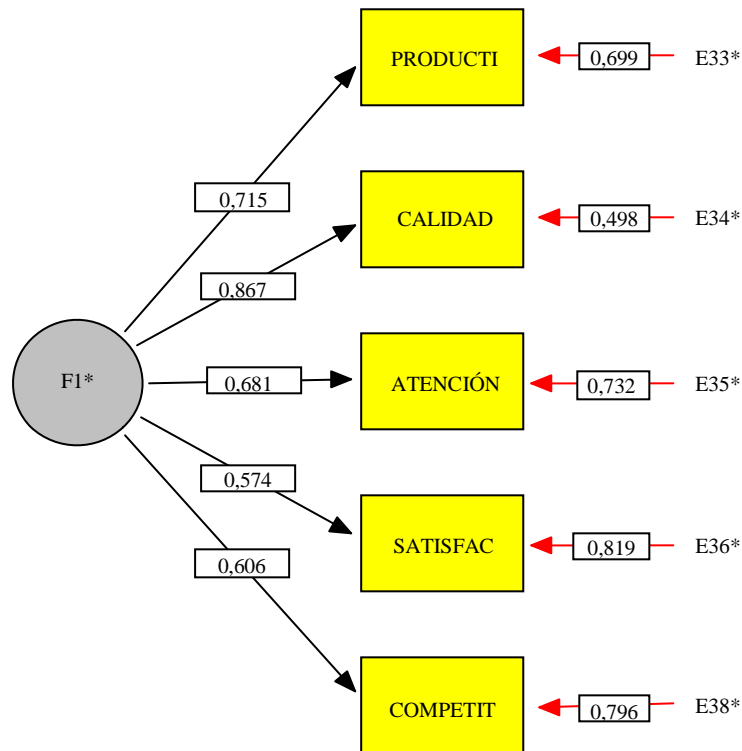 PRODUCTI
0,699
E33*
0,715
CALIDAD
0,498
E34*
0,867
F1*
0,681
ATENCIÓN
0,732
E35*
0,574
SATISFAC
0,819
E36*
0,606
COMPETIT
0,796
E38*